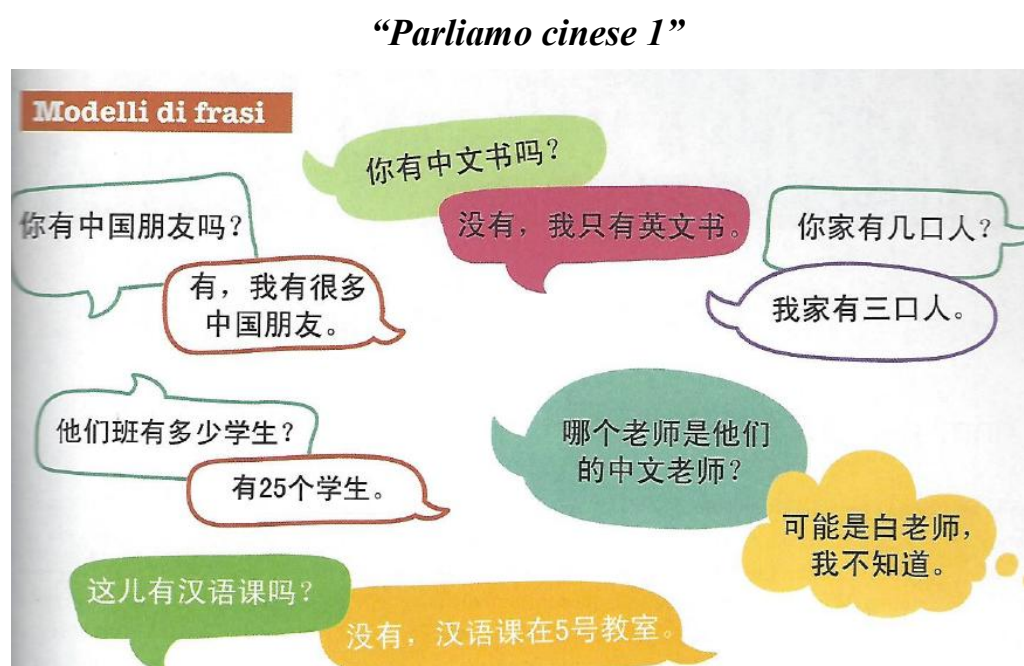 “Parliamo cinese 1”
Modelli di frasi
你有中文书吗？
没有，我只有英文书。
你有中国朋友吗？
有，我有很多
中国朋友。
你家有几口人？
我家有三口人。
他们班有多少学生？
有25个学生。
哪个老师是他们
的中文老师？
可能是白老师，
我不知道。
这儿有汉语课吗？
没有，汉语课在5号教室。